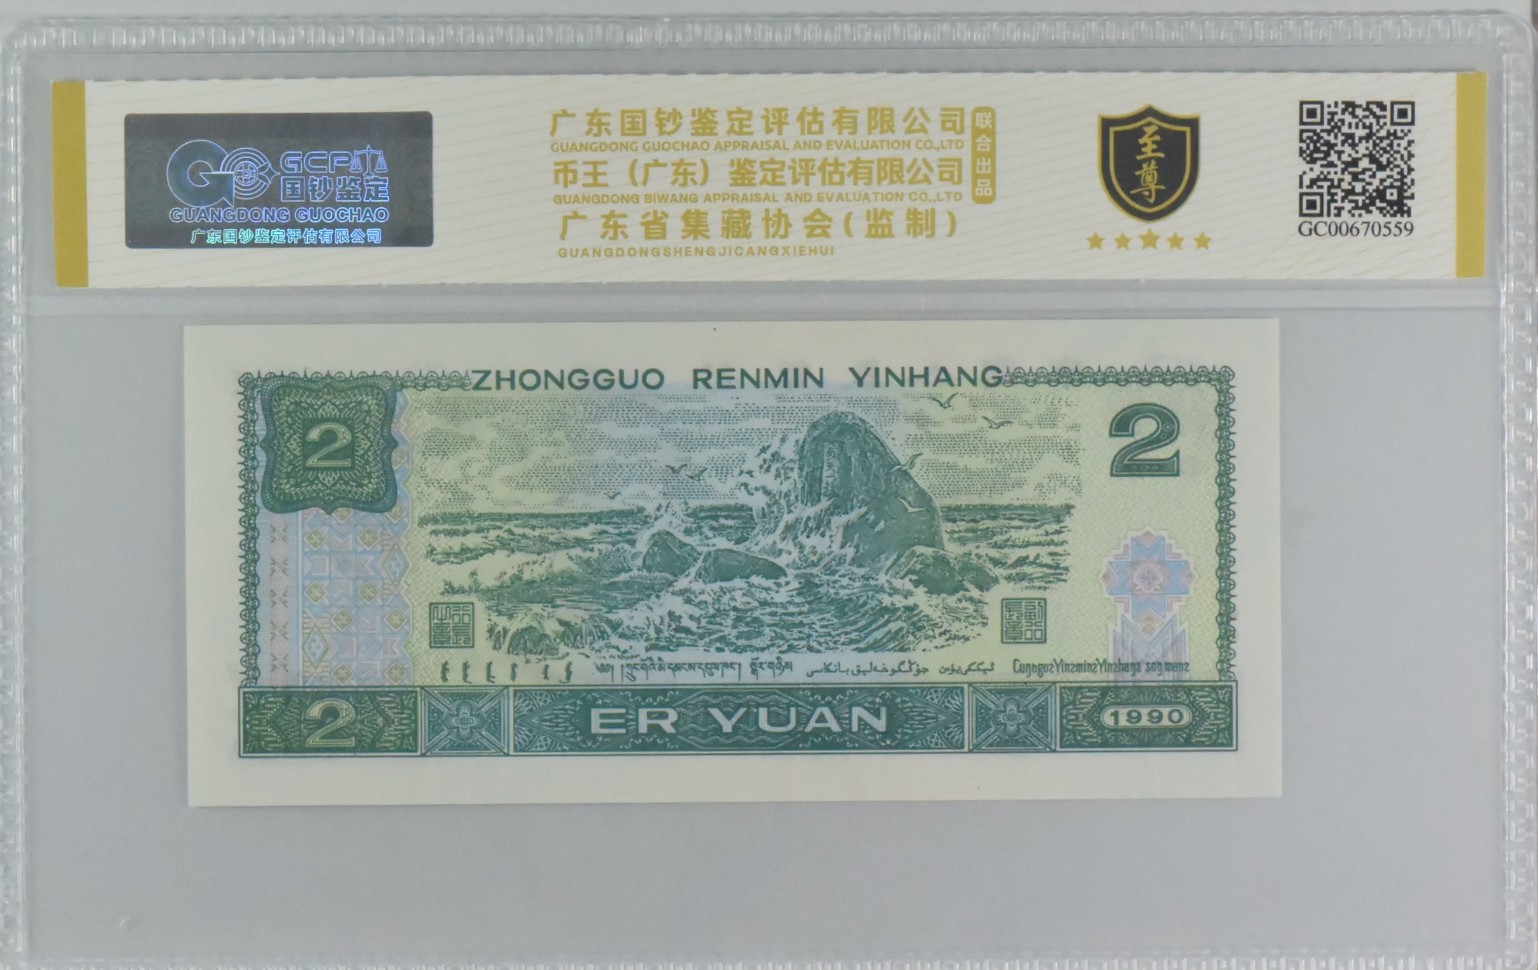 GCP
国钞鉴定
GUANGDONG GUOCHAO
广东国钞鉴定评估有限公司
广东国钞鉴定评估有限公司
GUANGDONG GUOCHAO APPRAISAL AND EVALUATION CO.,LTD
币王（广东）鉴定评估有限公司
GUANGDONG BIWANG APPRAISAL AND EVALUATION CO.,LTD
广东省集藏协会(监制)
GUANGDONGSHENGJICANGXIEHUI
联合出品
至尊
GC00670559
ZHONGGUO RENMIN YINHANG
2
2
2
ER YUAN
1990